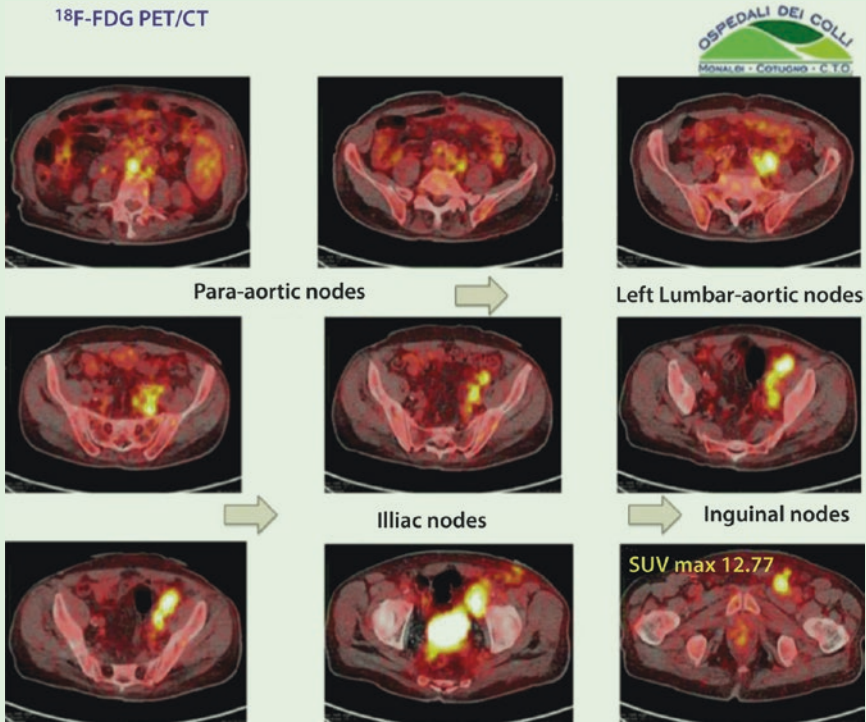 18F-FDG PET/CT
OSPEDALI DEI COLLI
MONALDI - COTUGNO - C.T.O.
Para-aortic nodes
Left Lumbar-aortic nodes
Illiac nodes
Inguinal nodes
SUV max 12.77